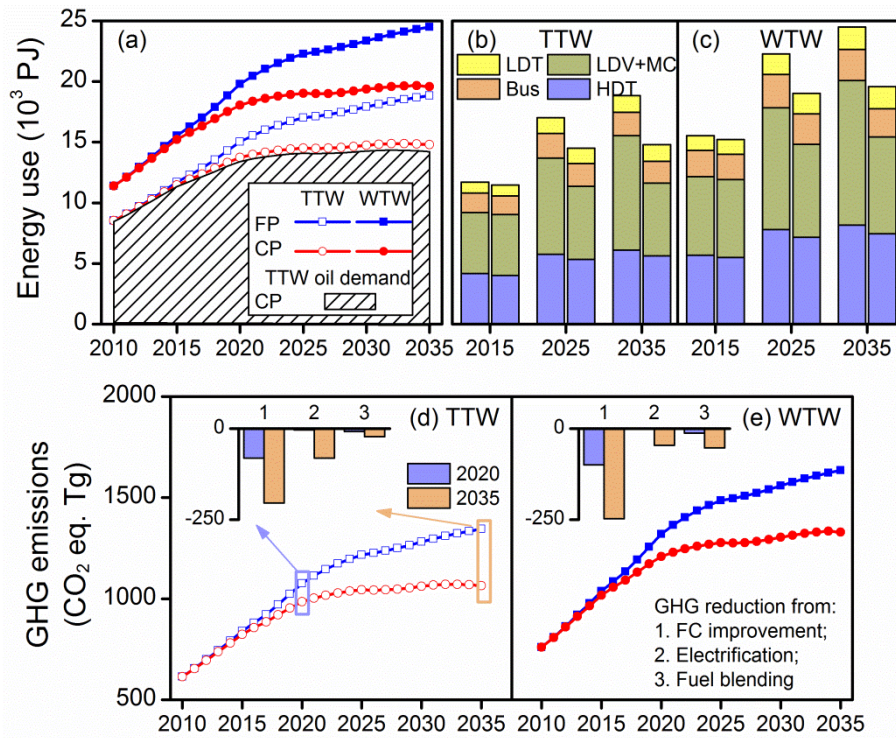 Energy use (10³ PJ)
25
20
15
10
5
0
(a)
TTW WTW
FP
CP
TTW oil demand
CP
2010 2015 2020 2025 2030 2035
(b) TTW
LDT LDV+MC
Bus HDT
2015 2025 2035
(c) WTW
2015 2025 2035
GHG emissions
(CO₂ eq. Tg)
2000
1500
1000
500
(d) TTW
1 2 3
0
-250
2020
2035
2010 2015 2020 2025 2030 2035
(e) WTW
1 2 3
0
-250
GHG reduction from:
1. FC improvement;
2. Electrification;
3. Fuel blending
2010 2015 2020 2025 2030 2035